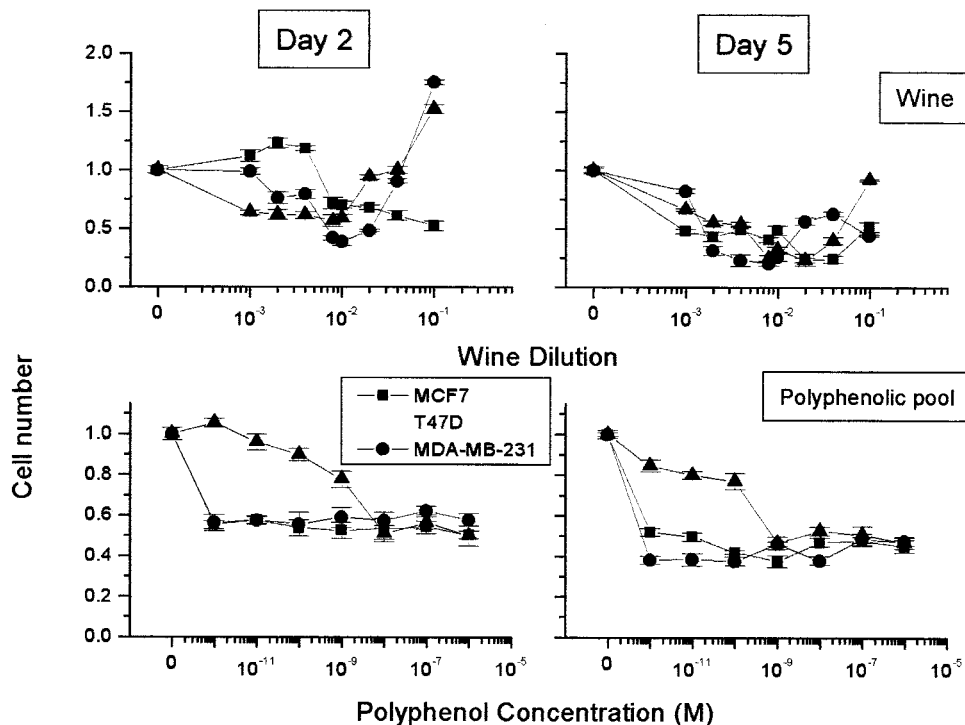 Day 2
Day 5
Wine
2.0
1.5
1.0
0.5
0.0
0 10⁻³ 10⁻² 10⁻¹
0 10⁻³ 10⁻² 10⁻¹
Wine Dilution
Cell number
MCF7
T47D
MDA-MB-231
Polyphenolic pool
1.0
0.8
0.6
0.4
0.2
0.0
0 10⁻¹¹ 10⁻⁹ 10⁻⁷ 10⁻⁵
0 10⁻¹¹ 10⁻⁹ 10⁻⁷ 10⁻⁵
Polyphenol Concentration (M)